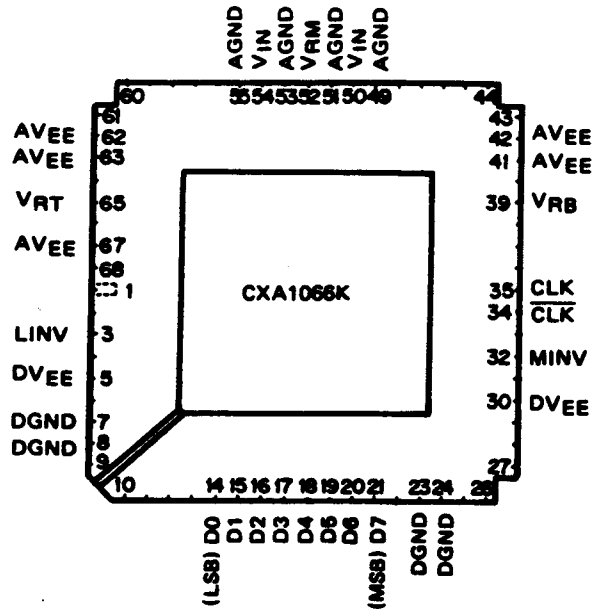 AGND VIN AGND VRM AGND VIN AGND
60 55 54 53 52 51 50 49 44
61 43
AVEE 62 42 AVEE
AVEE 63 41 AVEE
VRT 65 39 VRB
AVEE 67
68
1 CXA1066K 35 CLK
34 CLK
LINV 3
32 MINV
DVEE 5
30 DVEE
DGND 7
DGND 8
9 27
10 14 15 16 17 18 19 20 21 23 24 26
(LSB) D0 D1 D2 D3 D4 D5 D6 (MSB) D7 DGND DGND